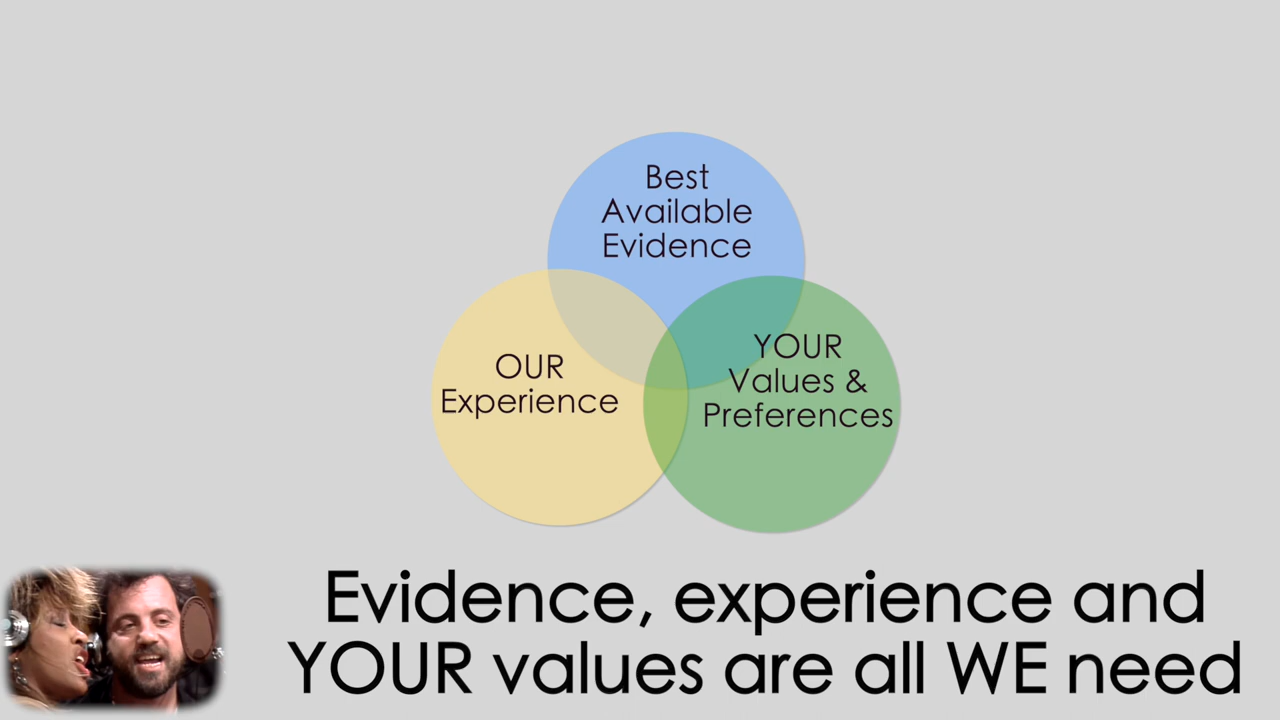 Best
Available
Evidence
OUR
Experience
YOUR
Values &
Preferences
Evidence, experience and
YOUR values are all WE need